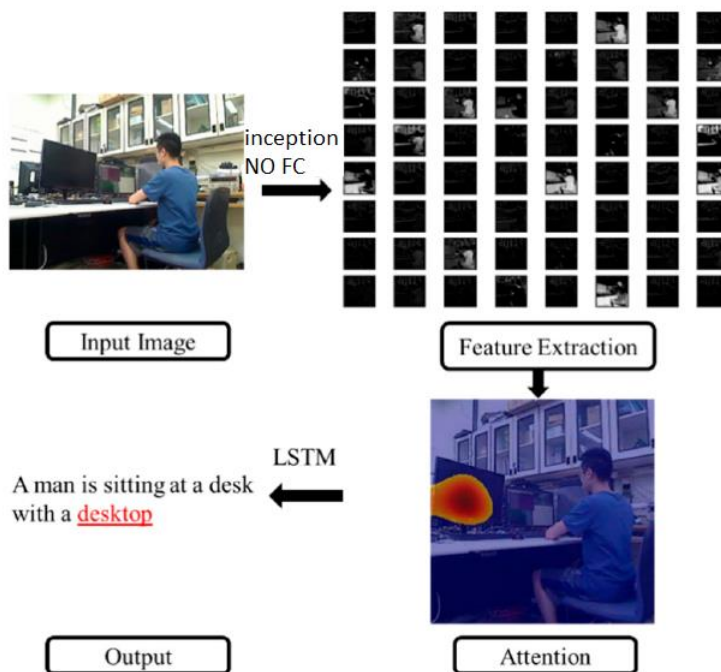 inception
NO FC
Input Image
Feature Extraction
LSTM
A man is sitting at a desk
with a desktop
Output
Attention